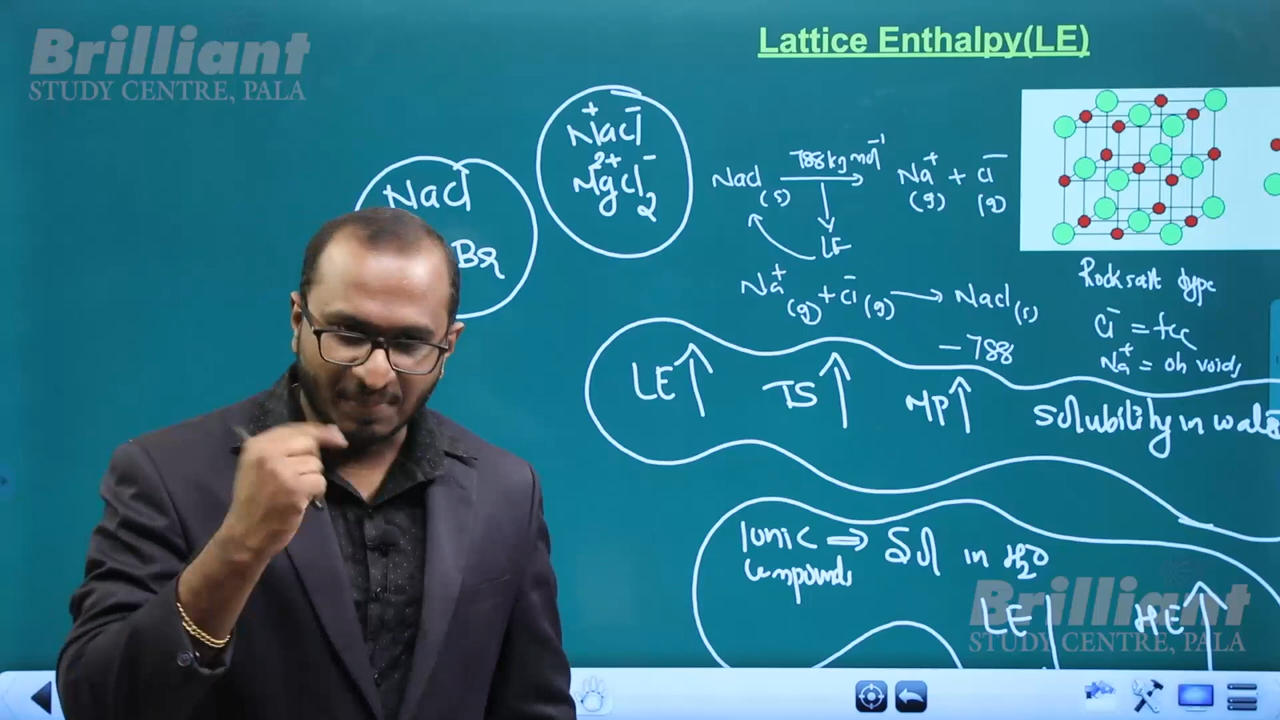 Brilliant
STUDY CENTRE, PALA
Lattice Enthalpy(LE)
Na⁺Cl⁻
Mg²⁺Cl₂⁻
NaCl
Br
NaCl(s) → 788 kJ mol⁻¹ Na⁺(g) + Cl⁻(g)
LE
Na⁺(g) + Cl⁻(g) → NaCl(s)
-788
Rock salt type
Cl⁻ = fcc
Na⁺ = Oh voids
LE↑ TS↑ MP↑ Solubility in wate
Ionic compounds ⇒ Sol in H₂O
LE HE↑
Brilliant
STUDY CENTRE, PALA